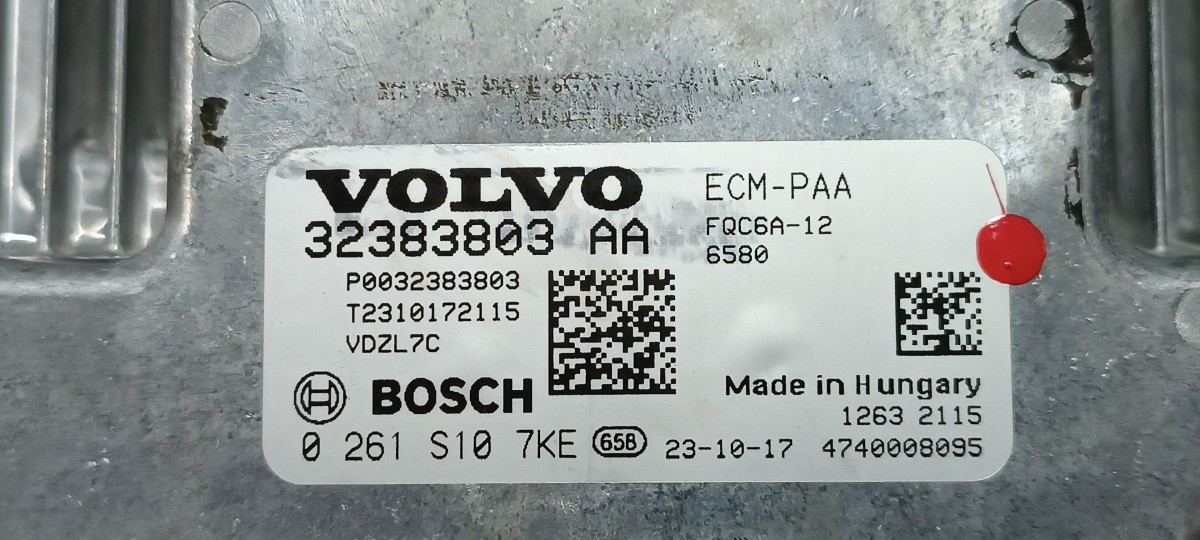 VOLVO
ECM-PAA
32383803 AA
FQC6A-12
6580
P0032383803
T2310172115
VDZL7C
BOSCH
Made in Hungary
1263 2115
0 261 S10 7KE 65B 23-10-17 4740008095